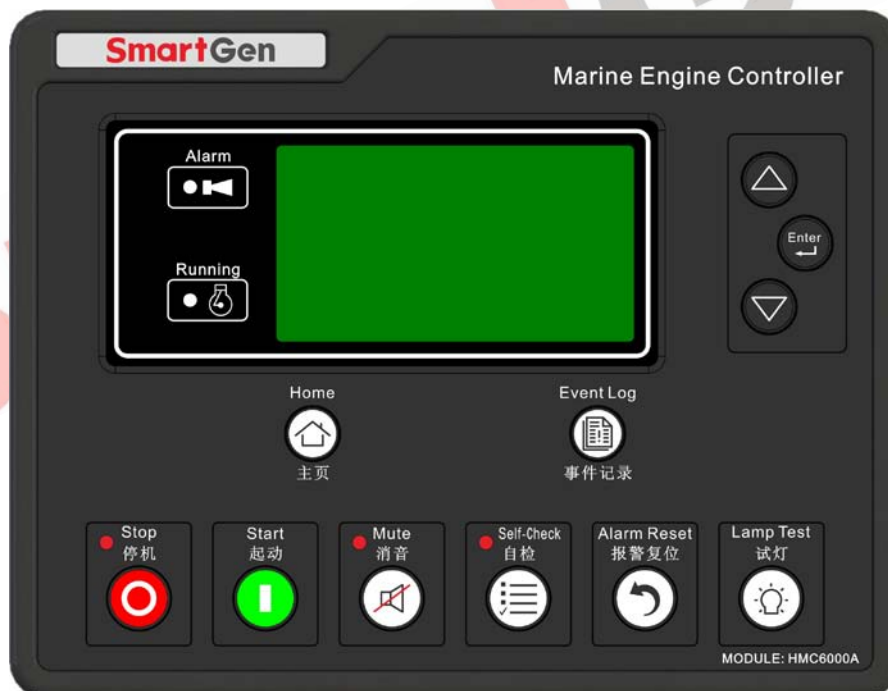 SmartGen
Marine Engine Controller
Alarm
Running
Enter
Home
主页
Event Log
事件记录
Stop
停机
Start
起动
Mute
消音
Self-Check
自检
Alarm Reset
报警复位
Lamp Test
试灯
MODULE: HMC6000A